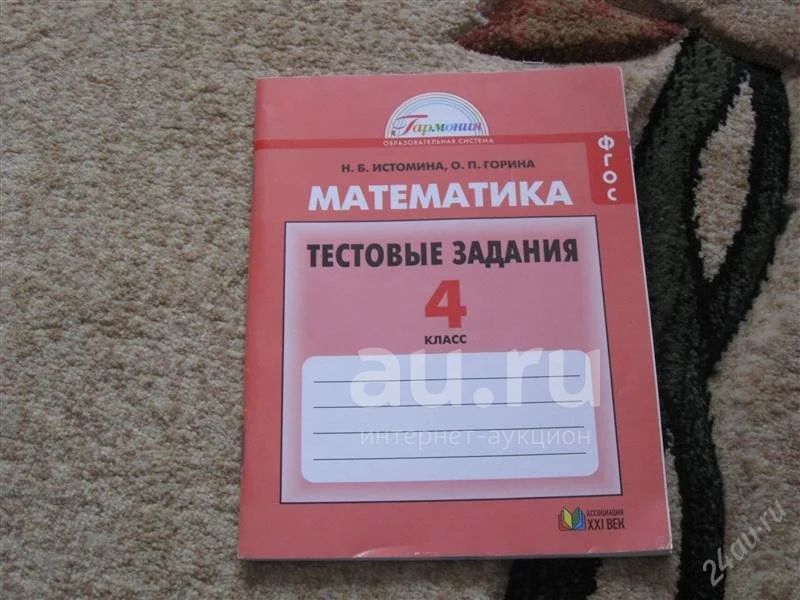 Гармония
ОБРАЗОВАТЕЛЬНАЯ СИСТЕМА
ФГОС
Н. Б. ИСТОМИНА, О. П. ГОРИНА
МАТЕМАТИКА
ТЕСТОВЫЕ ЗАДАНИЯ
4
КЛАСС
au.ru
интернет-аукцион
АССОЦИАЦИЯ
XXI ВЕК
24au.ru